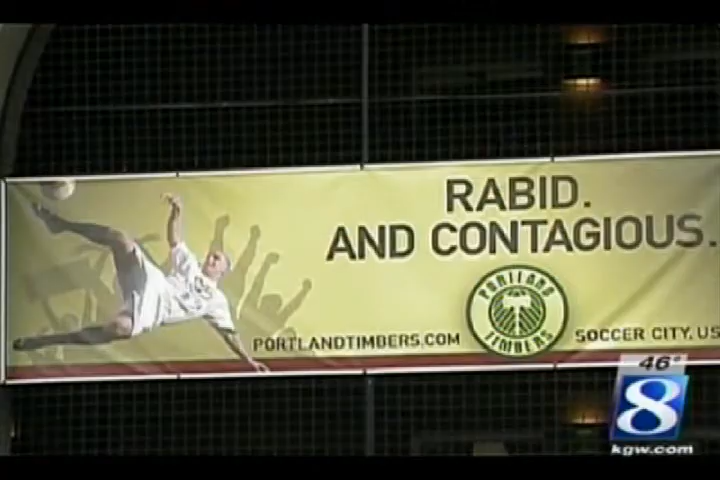 RABID.
AND CONTAGIOUS.
PORTLAND
TIMBERS
PORTLANDTIMBERS.COM
SOCCER CITY, US
46°
8
kgw.com